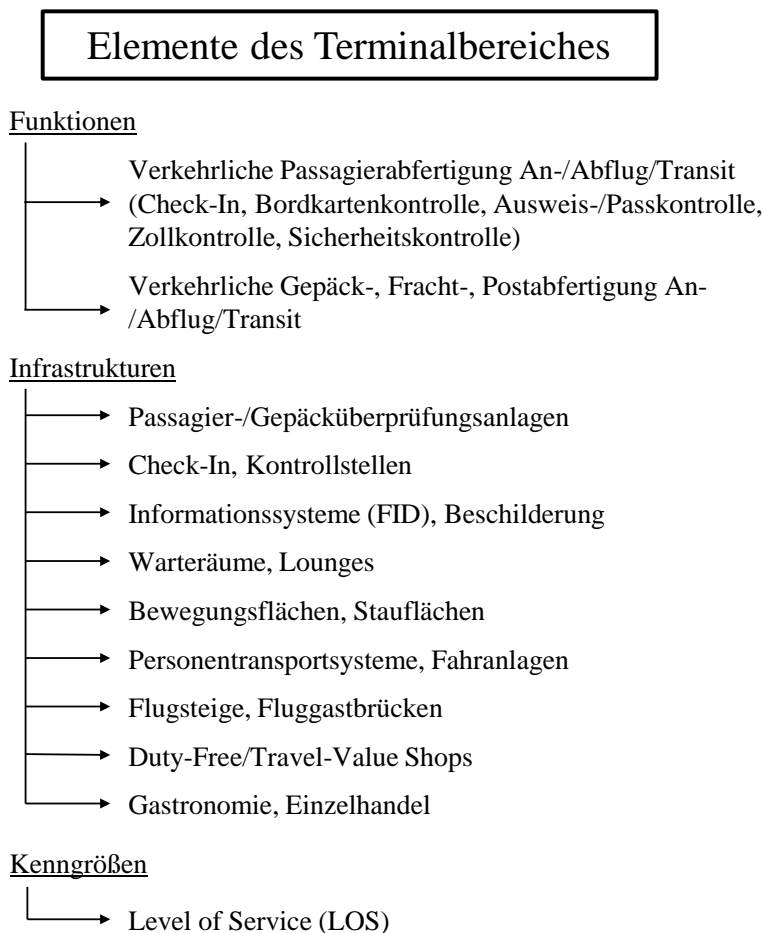 Elemente des Terminalbereiches
Funktionen
Verkehrliche Passagierabfertigung An-/Abflug/Transit
(Check-In, Bordkartenkontrolle, Ausweis-/Passkontrolle,
Zollkontrolle, Sicherheitskontrolle)
Verkehrliche Gepäck-, Fracht-, Postabfertigung An-
/Abflug/Transit
Infrastrukturen
Passagier-/Gepäcküberprüfungsanlagen
Check-In, Kontrollstellen
Informationssysteme (FID), Beschilderung
Warteräume, Lounges
Bewegungsflächen, Stauflächen
Personentransportsysteme, Fahranlagen
Flugsteige, Fluggastbrücken
Duty-Free/Travel-Value Shops
Gastronomie, Einzelhandel
Kenngrößen
Level of Service (LOS)